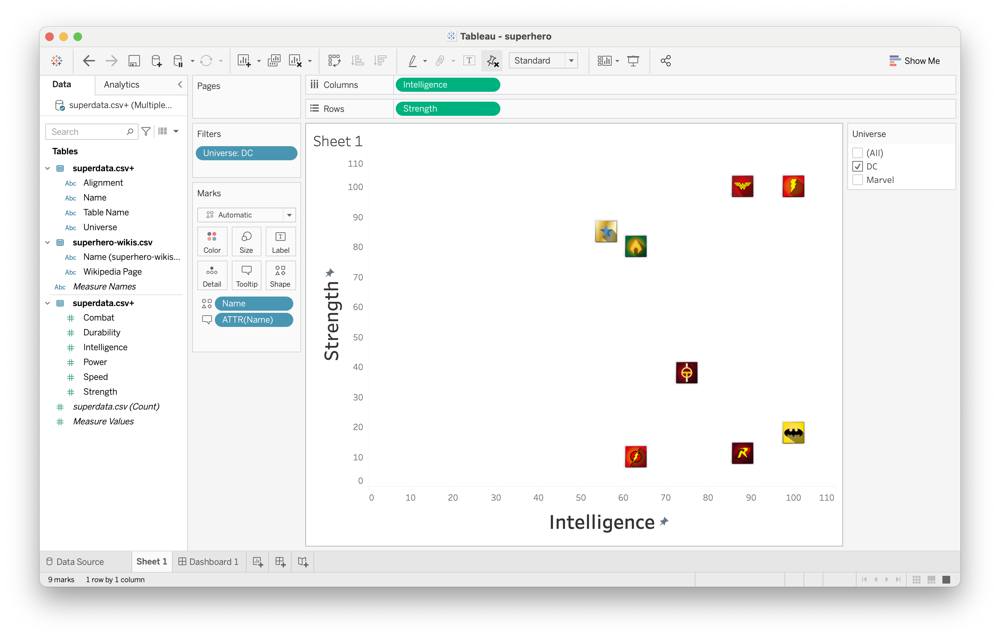 Tableau - superhero
Standard
Show Me
Data
Analytics
superdata.csv+ (Multiple...
Search
Tables
superdata.csv+
Abc Alignment
Abc Name
Abc Table Name
Abc Universe
superhero-wikis.csv
Abc Name (superhero-wikis...
Abc Wikipedia Page
Abc Measure Names
superdata.csv+
Combat
Durability
Intelligence
Power
Speed
Strength
superdata.csv (Count)
Measure Values
Pages
Filters
Universe: DC
Marks
Automatic
Color
Size
T
Label
Detail
Tooltip
Shape
Name
ATTR(Name)
Columns
Intelligence
Rows
Strength
Sheet 1
110
100
90
80
70
60
50
40
30
20
10
0
Strength
W
R
0 10 20 30 40 50 60 70 80 90 100 110
Intelligence
Universe
(All)
DC
Marvel
Data Source
Sheet 1
Dashboard 1
9 marks 1 row by 1 column